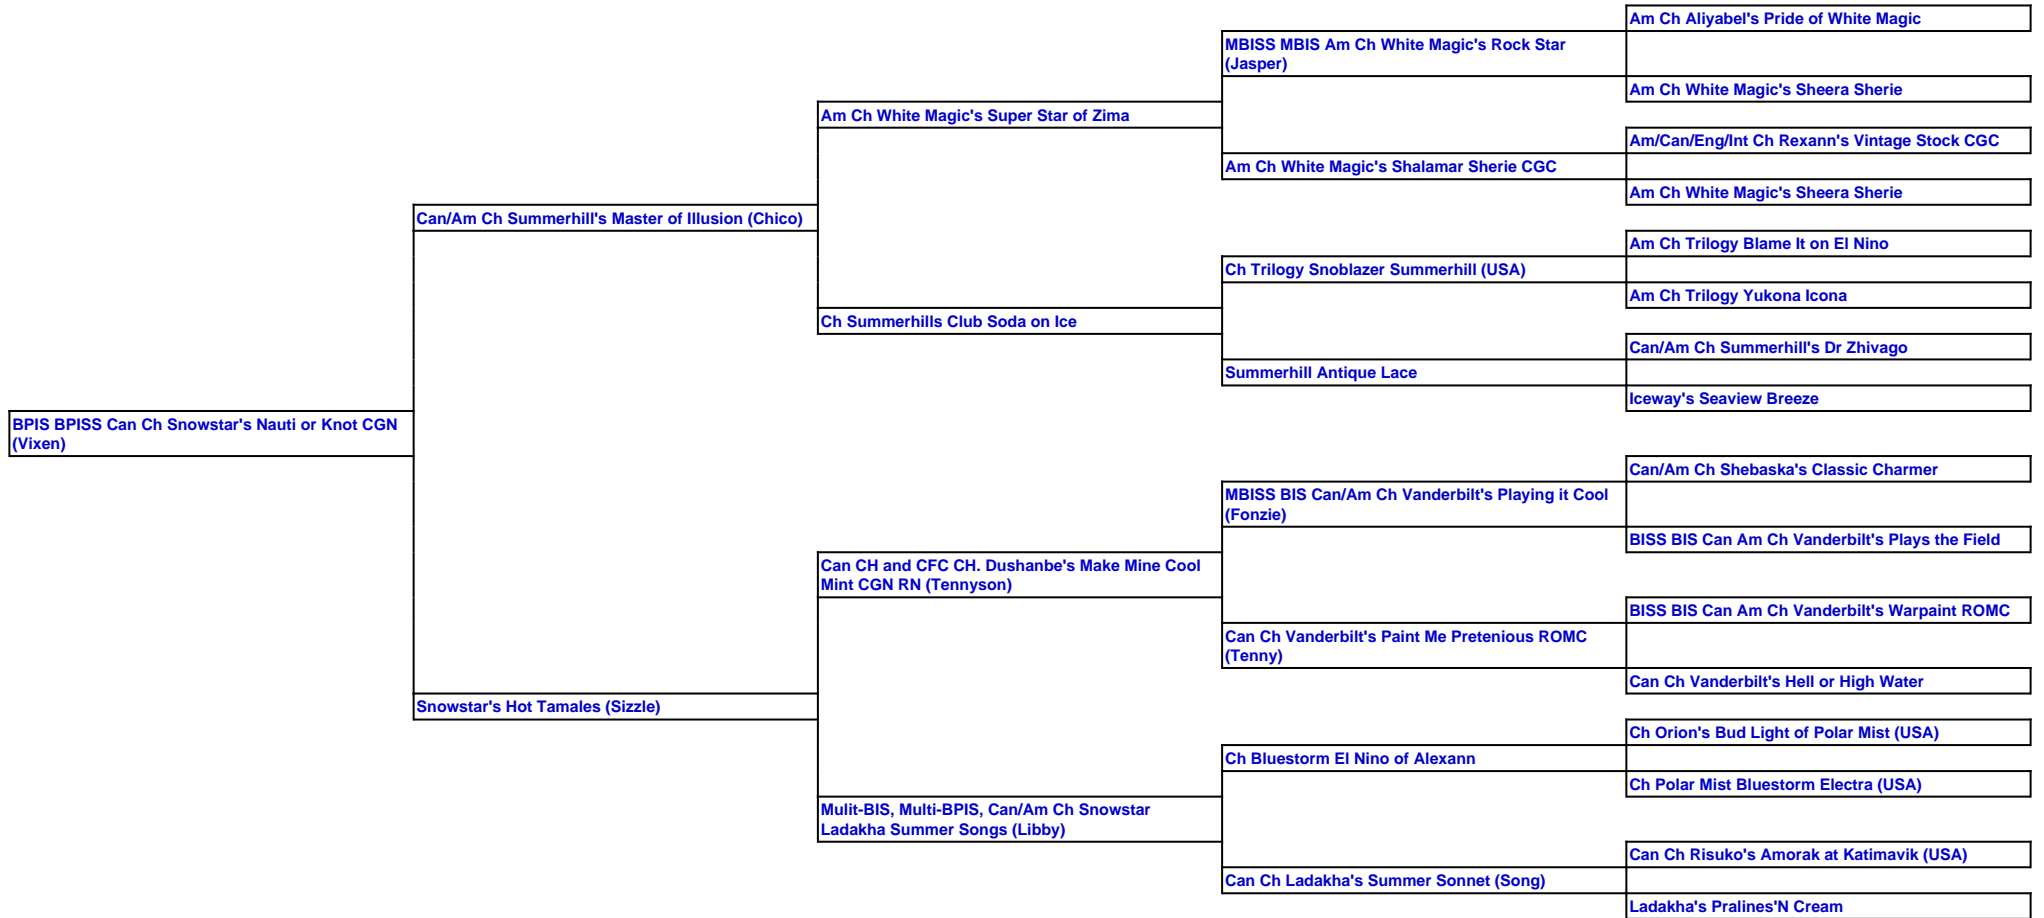 Am Ch Aliyabel's Pride of White Magic
MBISS MBIS Am Ch White Magic's Rock Star
(Jasper)
Am Ch White Magic's Sheera Sherie
Am Ch White Magic's Super Star of Zima
Am/Can/Eng/Int Ch Rexann's Vintage Stock CGC
Am Ch White Magic's Shalamar Sherie CGC
Am Ch White Magic's Sheera Sherie
Can/Am Ch Summerhill's Master of Illusion (Chico)
Am Ch Trilogy Blame It on El Nino
Ch Trilogy Snoblazer Summerhill (USA)
Am Ch Trilogy Yukona Icona
Ch Summerhills Club Soda on Ice
Can/Am Ch Summerhill's Dr Zhivago
Summerhill Antique Lace
Iceway's Seaview Breeze
BPIS BPISS Can Ch Snowstar's Nauti or Knot CGN
(Vixen)
Can/Am Ch Shebaska's Classic Charmer
MBISS BIS Can/Am Ch Vanderbilt's Playing it Cool
(Fonzie)
BISS BIS Can Am Ch Vanderbilt's Plays the Field
Can CH and CFC CH. Dushanbe's Make Mine Cool
Mint CGN RN (Tennyson)
BISS BIS Can Am Ch Vanderbilt's Warpaint ROMC
Can Ch Vanderbilt's Paint Me Pretenious ROMC
(Tenny)
Can Ch Vanderbilt's Hell or High Water
Snowstar's Hot Tamales (Sizzle)
Ch Orion's Bud Light of Polar Mist (USA)
Ch Bluestorm El Nino of Alexann
Ch Polar Mist Bluestorm Electra (USA)
Mulit-BIS, Multi-BPIS, Can/Am Ch Snowstar
Ladakha Summer Songs (Libby)
Can Ch Risuko's Amorak at Katimavik (USA)
Can Ch Ladakha's Summer Sonnet (Song)
Ladakha's Pralines'N Cream